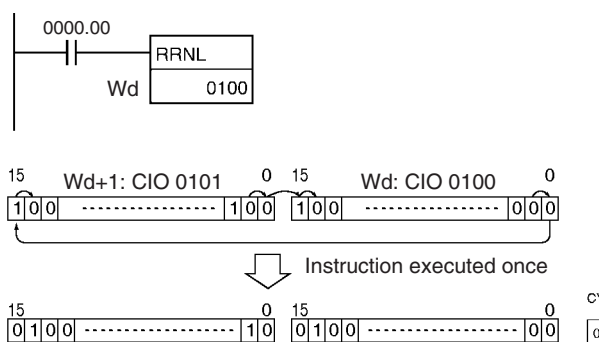 0000.00
RRNL
Wd 0100
15 Wd+1: CIO 0101 0 15 Wd: CIO 0100 0
1 0 0 1 0 0 1 0 0 0 0 0
Instruction executed once
15 0 15 0 CY
0 1 0 0 1 0 0 1 0 0 0 0 0